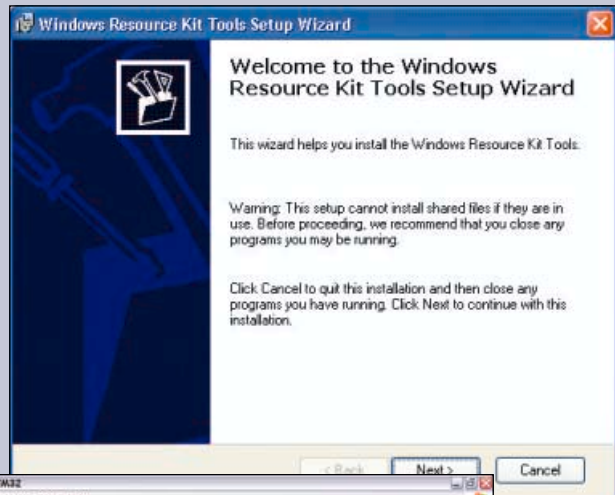 Windows Resource Kit Tools Setup Wizard
Welcome to the Windows
Resource Kit Tools Setup Wizard
This wizard helps you install the Windows Resource Kit Tools.
Warning: This setup cannot install shared files if they are in
use. Before proceeding, we recommend that you close any
programs you may be running.
Click Cancel to quit this installation and then close any
programs you have running. Click Next to continue with this
installation.
< Back Next > Cancel